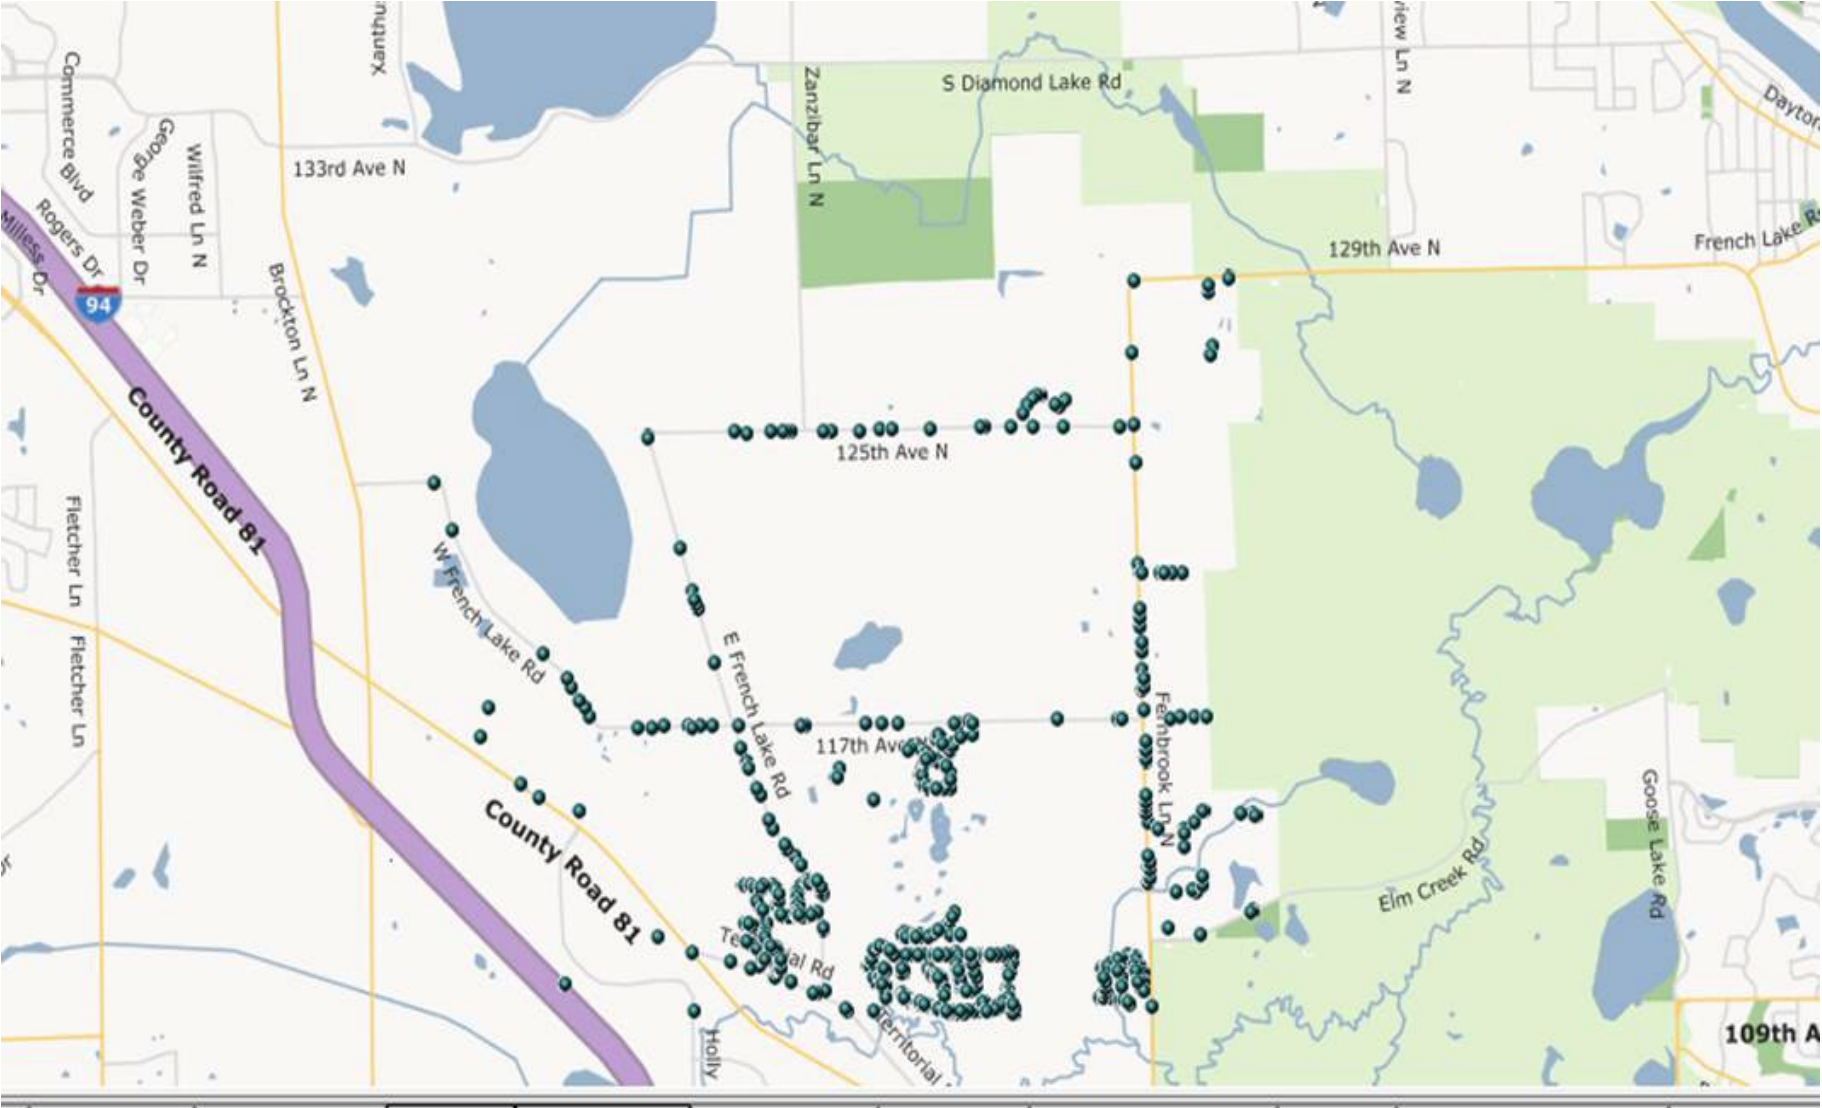 S Diamond Lake Rd
Commerce Blvd
George Weber Dr
Wilfred Ln N
133rd Ave N
Zanzibar Ln N
Rogers Dr
94
Brockton Ln N
129th Ave N
French Lake R
County Road 81
125th Ave N
Fletcher Ln
W French Lake Rd
Fletcher Ln
E French Lake Rd
117th Ave
Fernbrook Ln N
County Road 81
Goose Lake Rd
Elm Creek Rd
ial Rd
Territorial
Holly
109th A